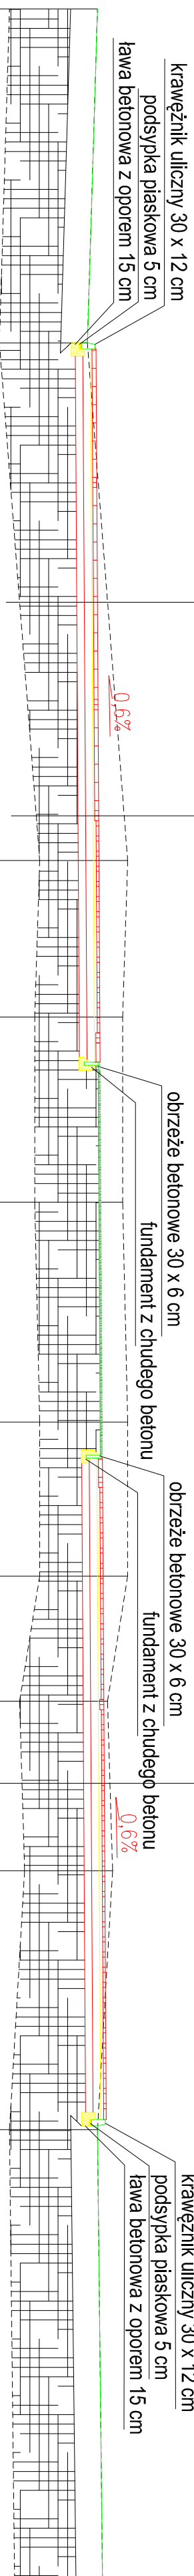 krawężnik uliczny 30 x 12 cm
podsypka piaskowa 5 cm
ława betonowa z oporem 15 cm
0,6%
obrzeże betonowe 30 x 6 cm
fundament z chudego betonu
obrzeże betonowe 30 x 6 cm
fundament z chudego betonu
0,6%
krawężnik uliczny 30 x 12 cm
podsypka piaskowa 5 cm
ława betonowa z oporem 15 cm